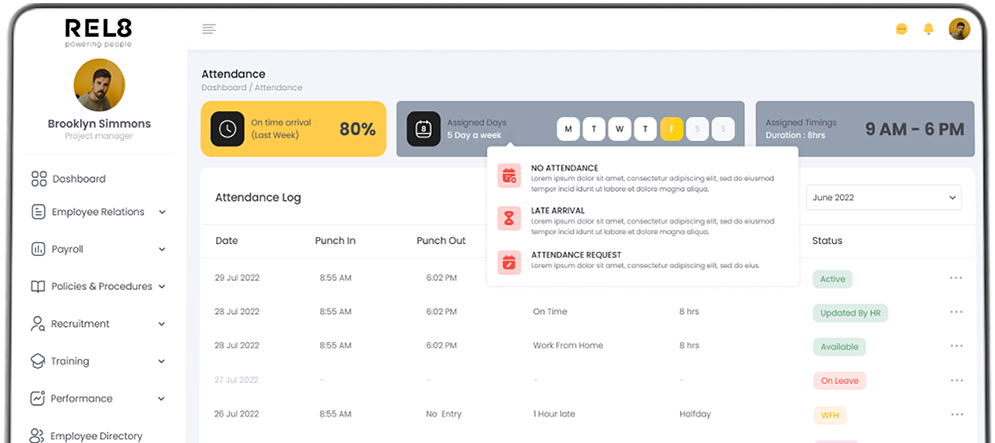 REL8
powering people
Brooklyn Simmons
Project manager
Dashboard
Employee Relations
Payroll
Policies & Procedures
Recruitment
Training
Performance
Employee Directory
Attendance
Dashboard / Attendance
On time arrival
(Last Week)
80%
8
Assigned Days
5 Day a week
M T W T F S S
Assigned Timings
Duration : 8hrs
9 AM - 6 PM
NO ATTENDANCE
Lorem ipsum dolor sit amet, consectetur adipiscing elit, sed do eiusmod
tempor incid idunt ut labore et dolore magna aliqua.
LATE ARRIVAL
Lorem ipsum dolor sit amet, consectetur adipiscing elit, sed do eiusmod
tempor incid idunt ut labore et dolore magna aliqua.
ATTENDANCE REQUEST
Lorem ipsum dolor sit amet, consectetur adipiscing elit, sed do eius.
Attendance Log
June 2022
Date Punch In Punch Out Status
29 Jul 2022 8:55 AM 6:02 PM Active
28 Jul 2022 8:55 AM 6:02 PM On Time 8 hrs Updated By HR
28 Jul 2022 8:55 AM 6:02 PM Work From Home 8 hrs Available
27 Jul 2022 - - - - On Leave
26 Jul 2022 8:55 AM No Entry 1 Hour late Halfday WFH